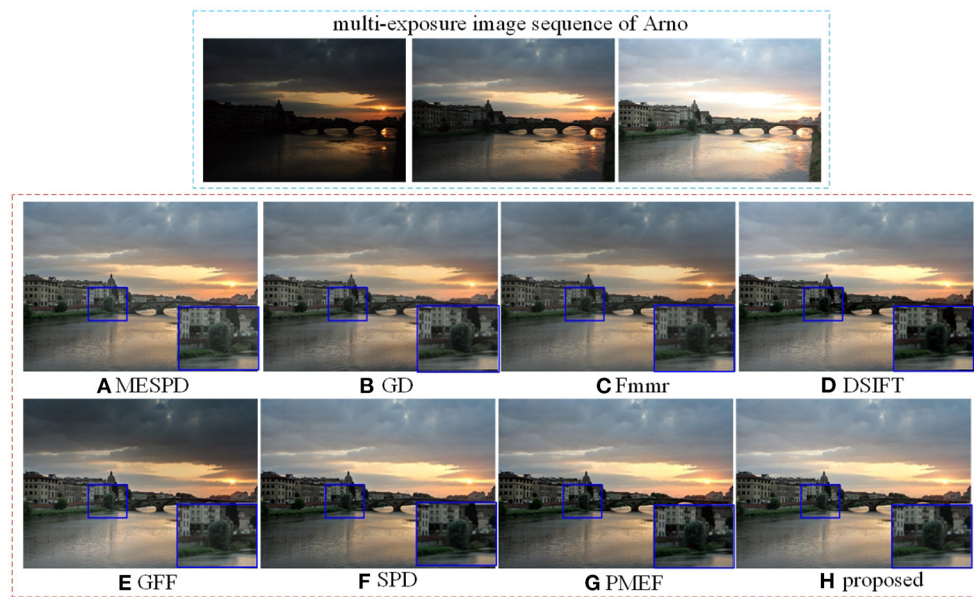 multi-exposure image sequence of Arno
A MESPD
B GD
C Fmmr
D DSIFT
E GFF
F SPD
G PMEF
H proposed